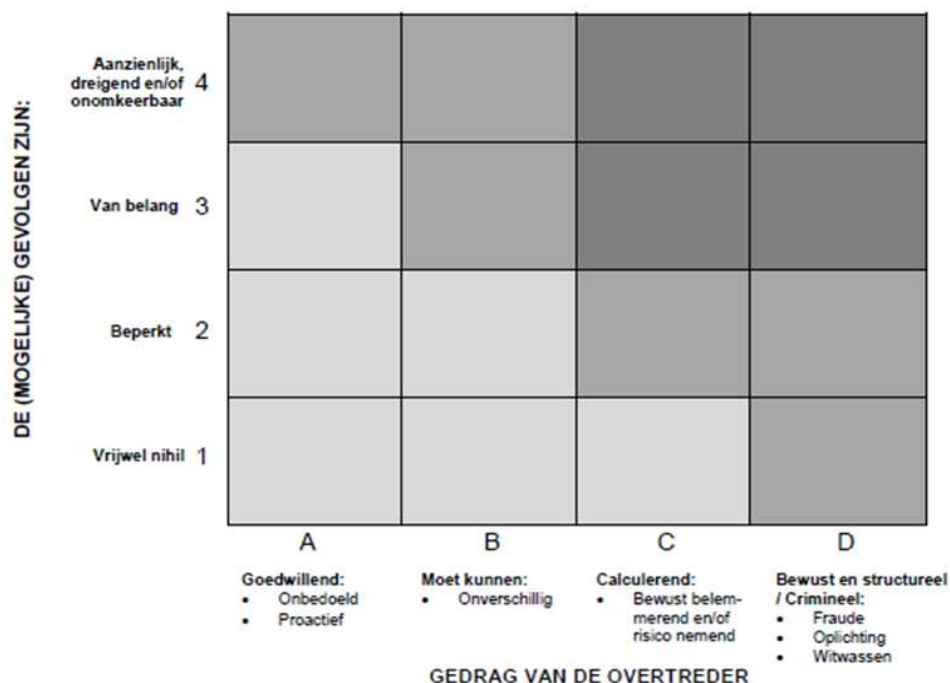 DE (MOGELIJKE) GEVOLGEN ZIJN:
Aanzienlijk,
dreigend en/of 4
onomkeerbaar
Van belang 3
Beperkt 2
Vrijwel nihil 1
A B C D
Goedwillend:
• Onbedoeld
• Proactief
Moet kunnen:
• Onverschillig
Calculerend:
• Bewust belem-
merend en/of
risico nemend
Bewust en structureel
/ Crimineel:
• Fraude
• Oplichting
• Witwassen
GEDRAG VAN DE OVERTREDER